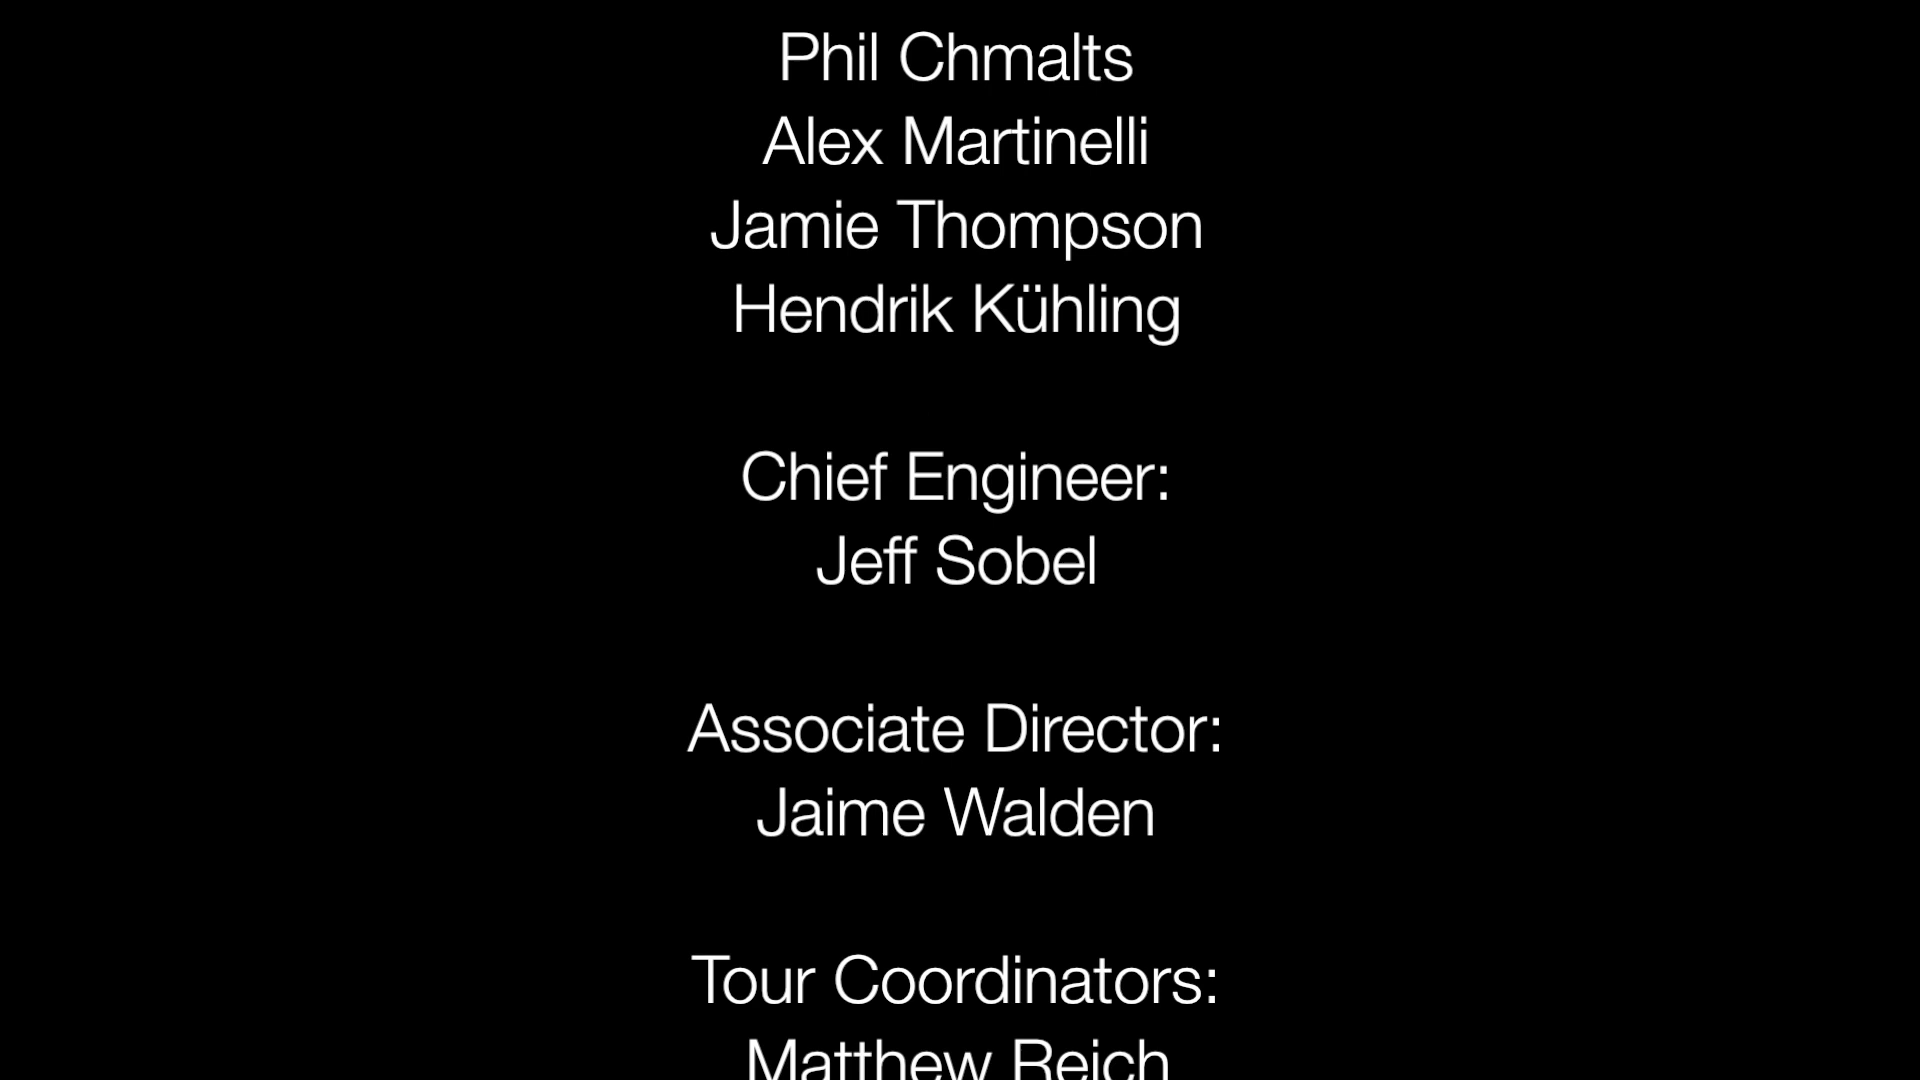 Phil Chmalts
Alex Martinelli
Jamie Thompson
Hendrik Kühling
Chief Engineer:
Jeff Sobel
Associate Director:
Jaime Walden
Tour Coordinators:
Matthew Reich